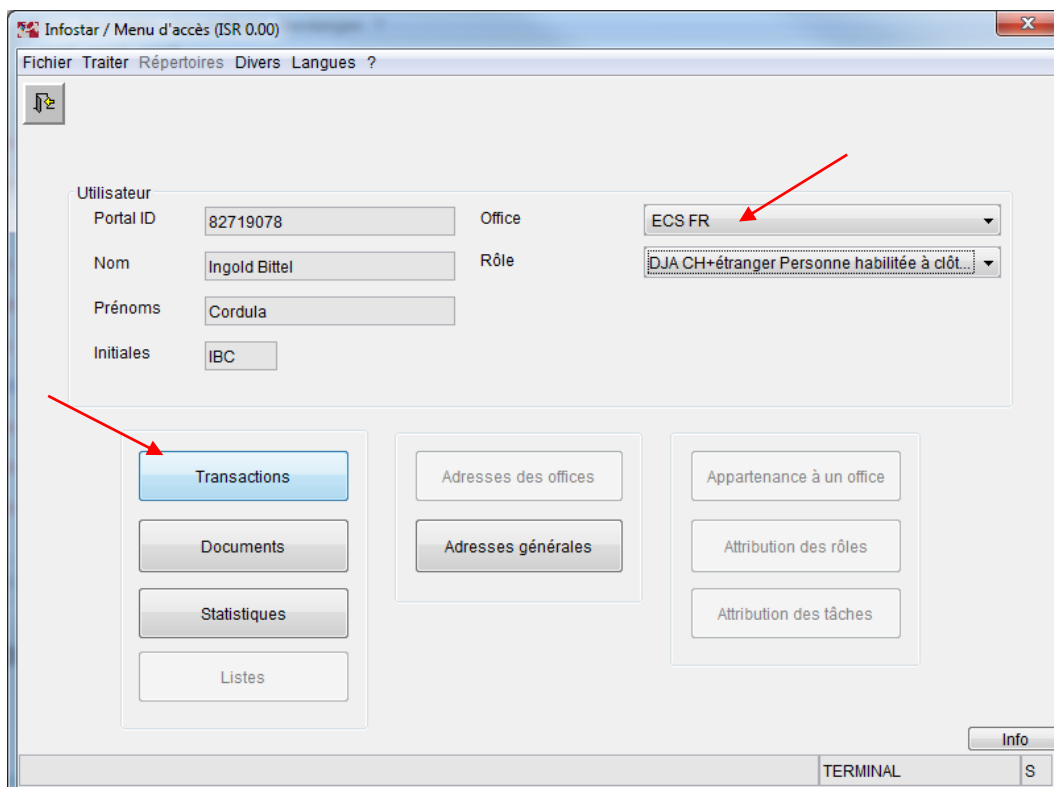 Infostar / Menu d'accès (ISR 0.00)
Fichier Traiter Répertoires Divers Langues ?
Utilisateur
Portal ID 82719078 Office ECS FR
Nom Ingold Bittel Rôle DJA CH+étranger Personne habilitée à clôt...
Prénoms Cordula
Initiales IBC
Transactions Adresses des offices Appartenance à un office
Documents Adresses générales Attribution des rôles
Statistiques Attribution des tâches
Listes
Info
TERMINAL S